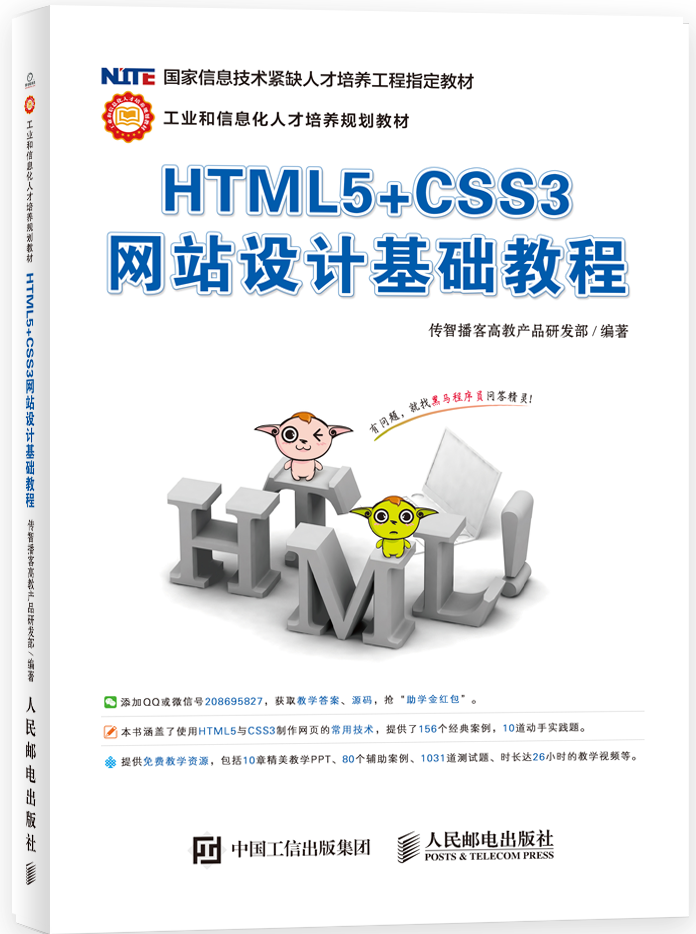 NITE 国家信息技术紧缺人才培养工程指定教材
工业和信息化人才培养规划教材
HTML5+CSS3
网站设计基础教程
传智播客高教产品研发部 / 编著
有问题,就找黑马程序员问答精灵!
HTML!
添加QQ或微信号208695827,获取教学答案、源码,抢“助学金红包”。
本书涵盖了使用HTML5与CSS3制作网页的常用技术,提供了156个经典案例,10道动手实践题。
提供免费教学资源,包括10章精美教学PPT、80个辅助案例、1031道测试题、时长达26小时的教学视频等。
中国工信出版集团
人民邮电出版社
POSTS & TELECOM PRESS
工业和信息化人才培养规划教材
HTML5+CSS3网站设计基础教程
传智播客高教产品研发部 / 编著
人民邮电出版社